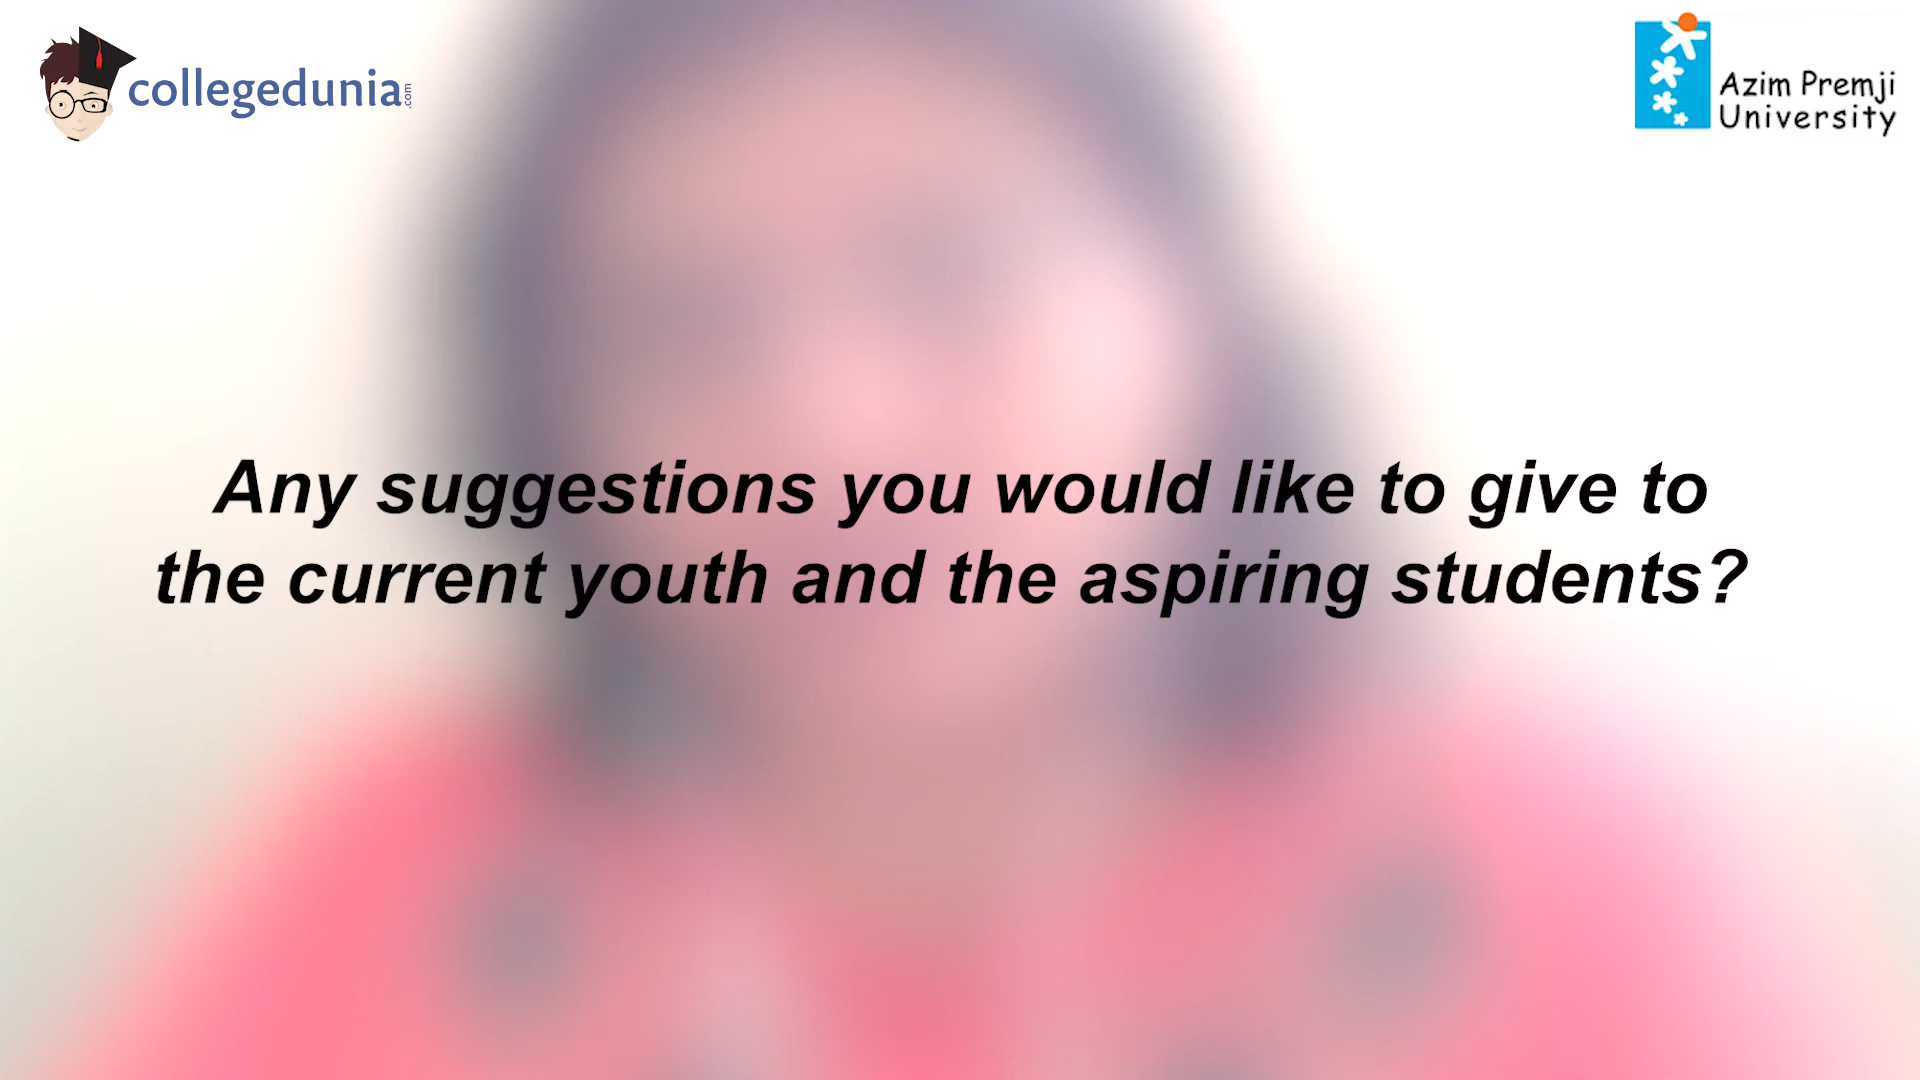 collegedunia
.com
Azim Premji
University
Any suggestions you would like to give to
the current youth and the aspiring students?